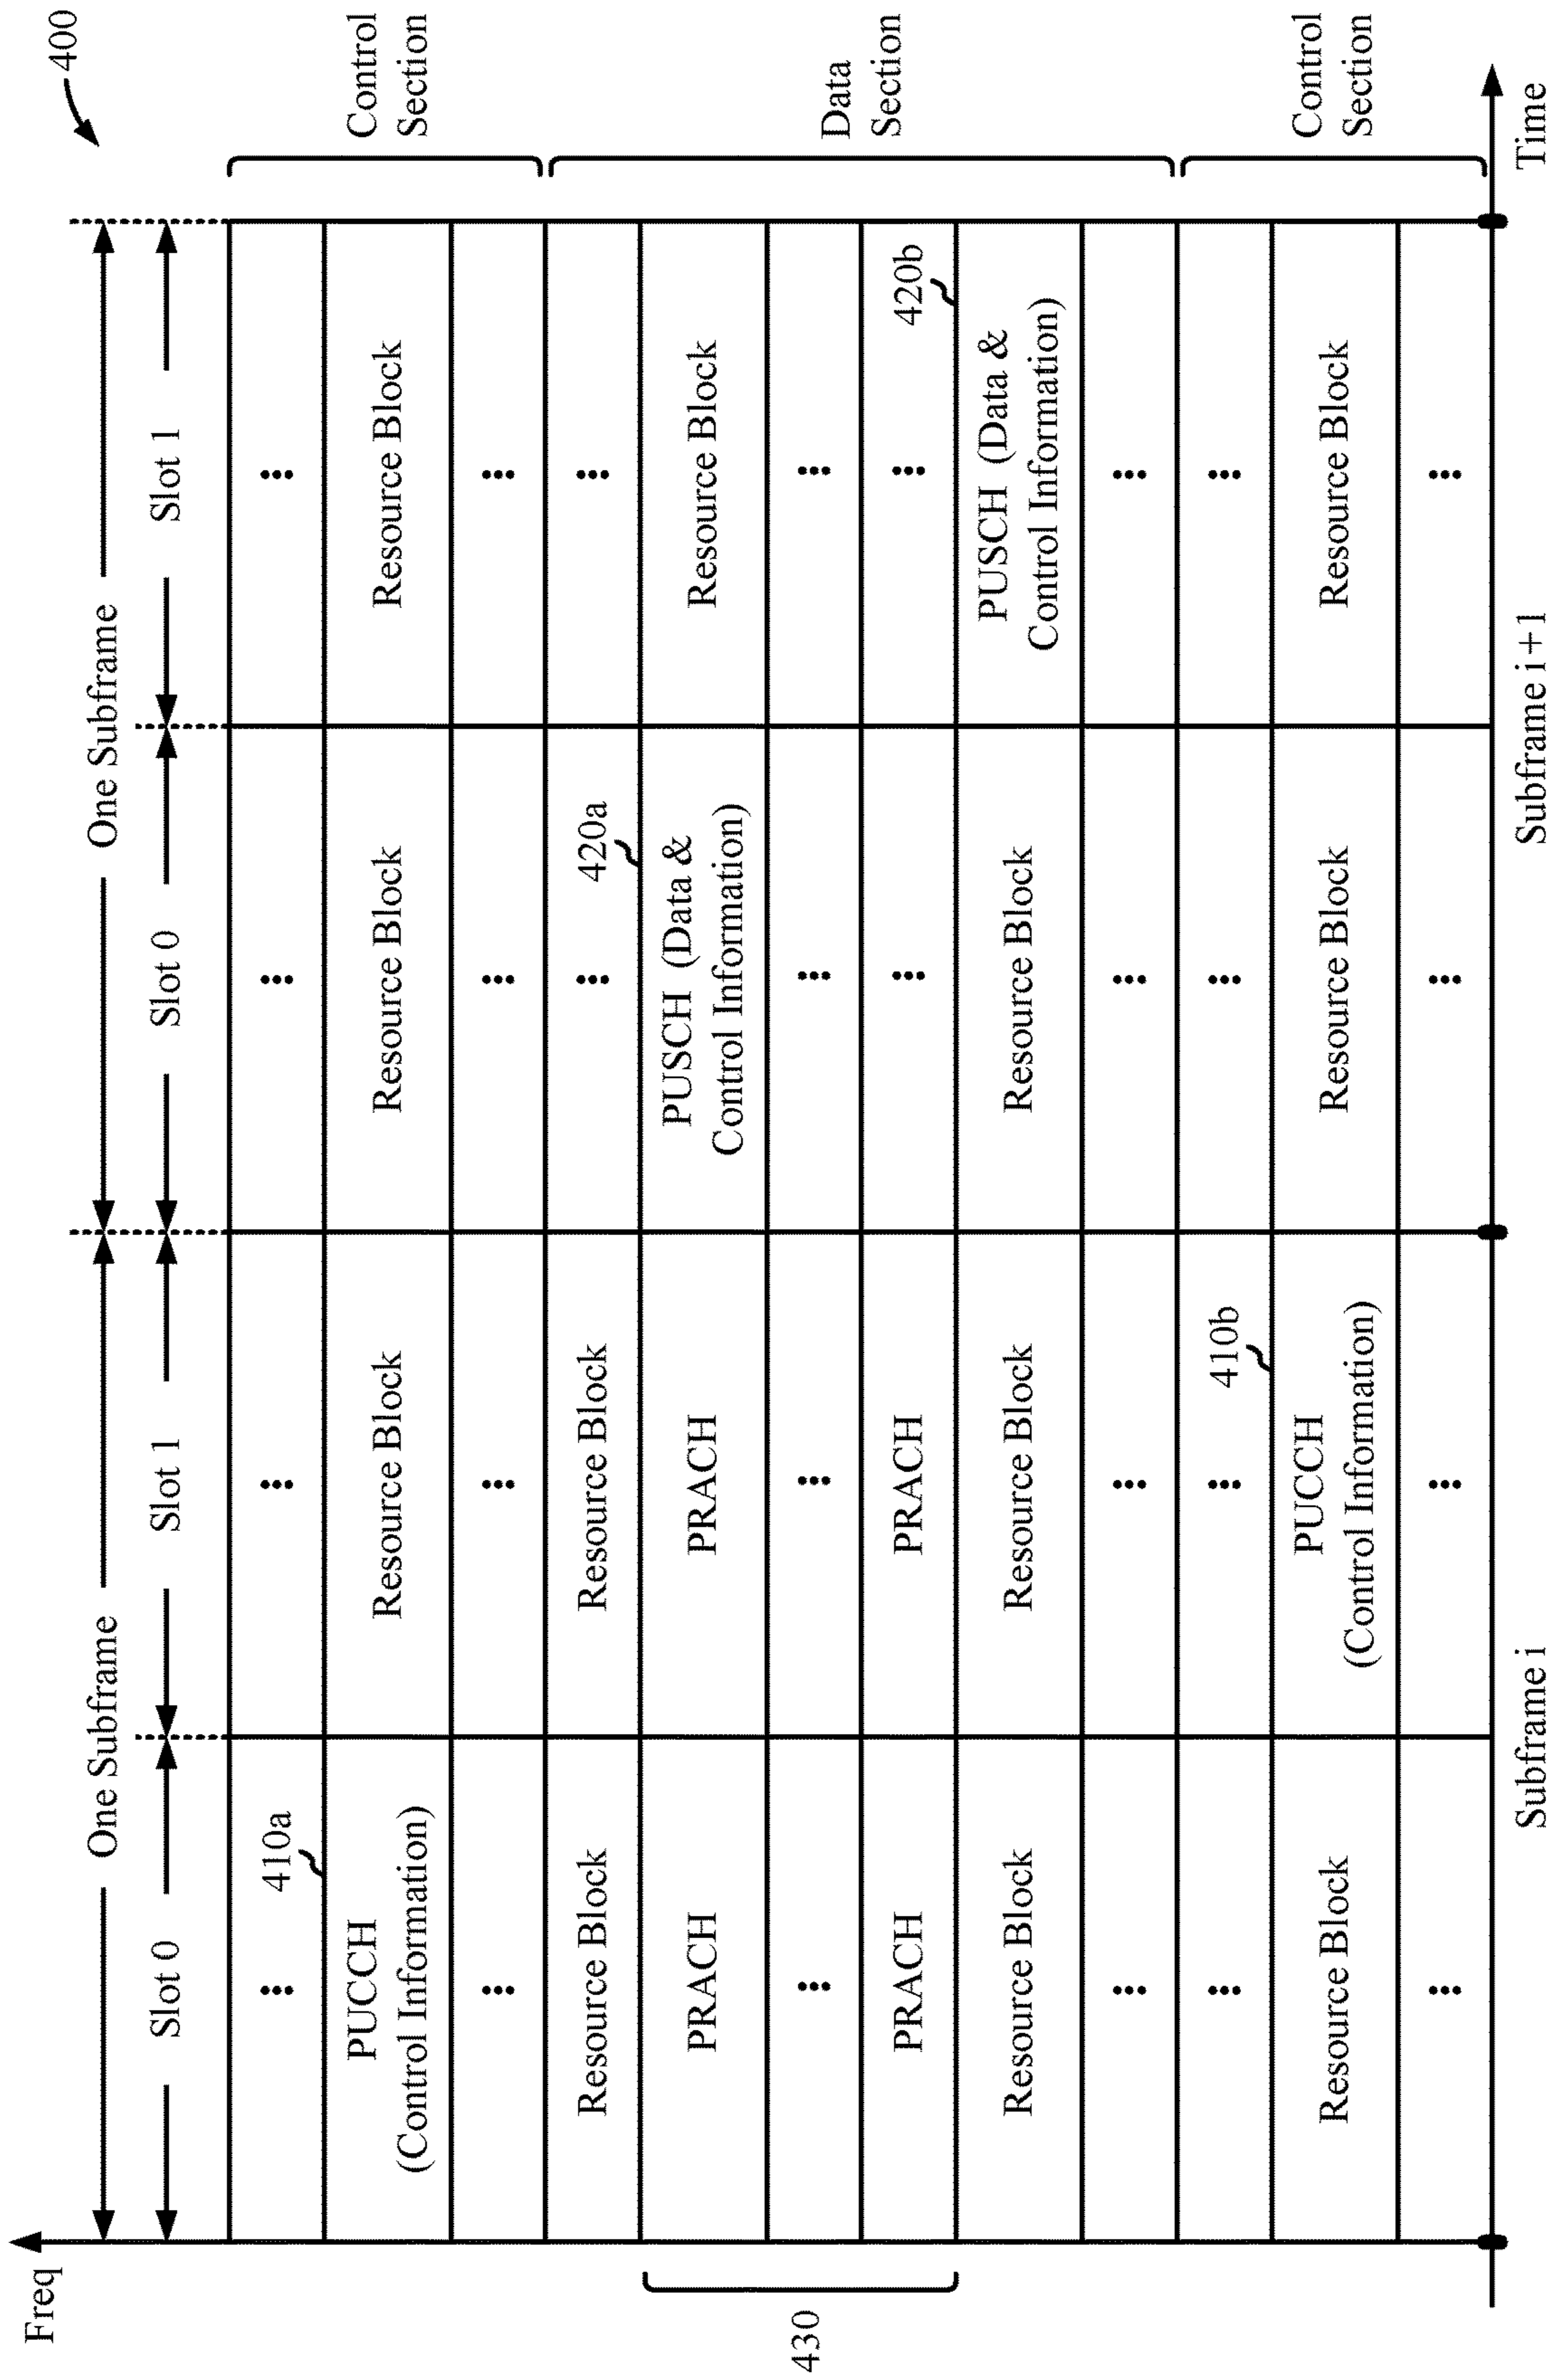 400
One Subframe
One Subframe
Slot 0
Slot 1
Slot 0
Slot 1
Freq
410a
PUCCH
(Control Information)
Resource Block
Resource Block
Resource Block
Control
Section
Resource Block
Resource Block
420a
430
PRACH
PRACH
PUSCH (Data &
Control Information)
Resource Block
Data
Section
PRACH
PRACH
420b
Resource Block
Resource Block
Resource Block
PUSCH (Data &
Control Information)
410b
Resource Block
PUCCH
(Control Information)
Resource Block
Resource Block
Control
Section
Subframe i
Subframe i + 1
Time